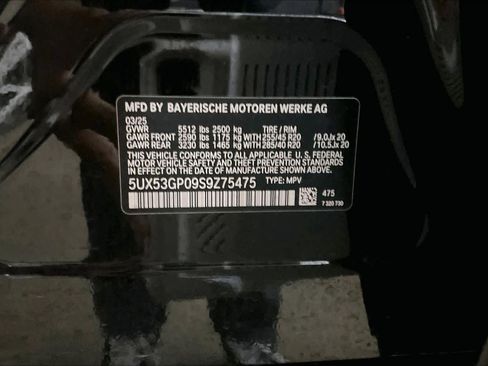 MFD BY BAYERISCHE MOTOREN WERKE AG
03/25
GVWR 5512 lbs 2500 kg TIRE / RIM
GAWR FRONT 2590 lbs 1175 kg 255/45 R20 /9.0Jx 20
GAWR REAR 3230 lbs 1465 kg 285/40 R20 /10.5Jx 20
THIS VEHICLE CONFORMS TO ALL APPLICABLE U. S. FEDERAL
MOTOR VEHICLE SAFETY, BUMPER, AND THEFT PREVENTION
STANDARDS IN EFFECT ON THE DATE OF MANUFACTURE SHOWN ABOVE.
5UX53GP09S9Z75475 TYPE: MPV
475
7 320 730